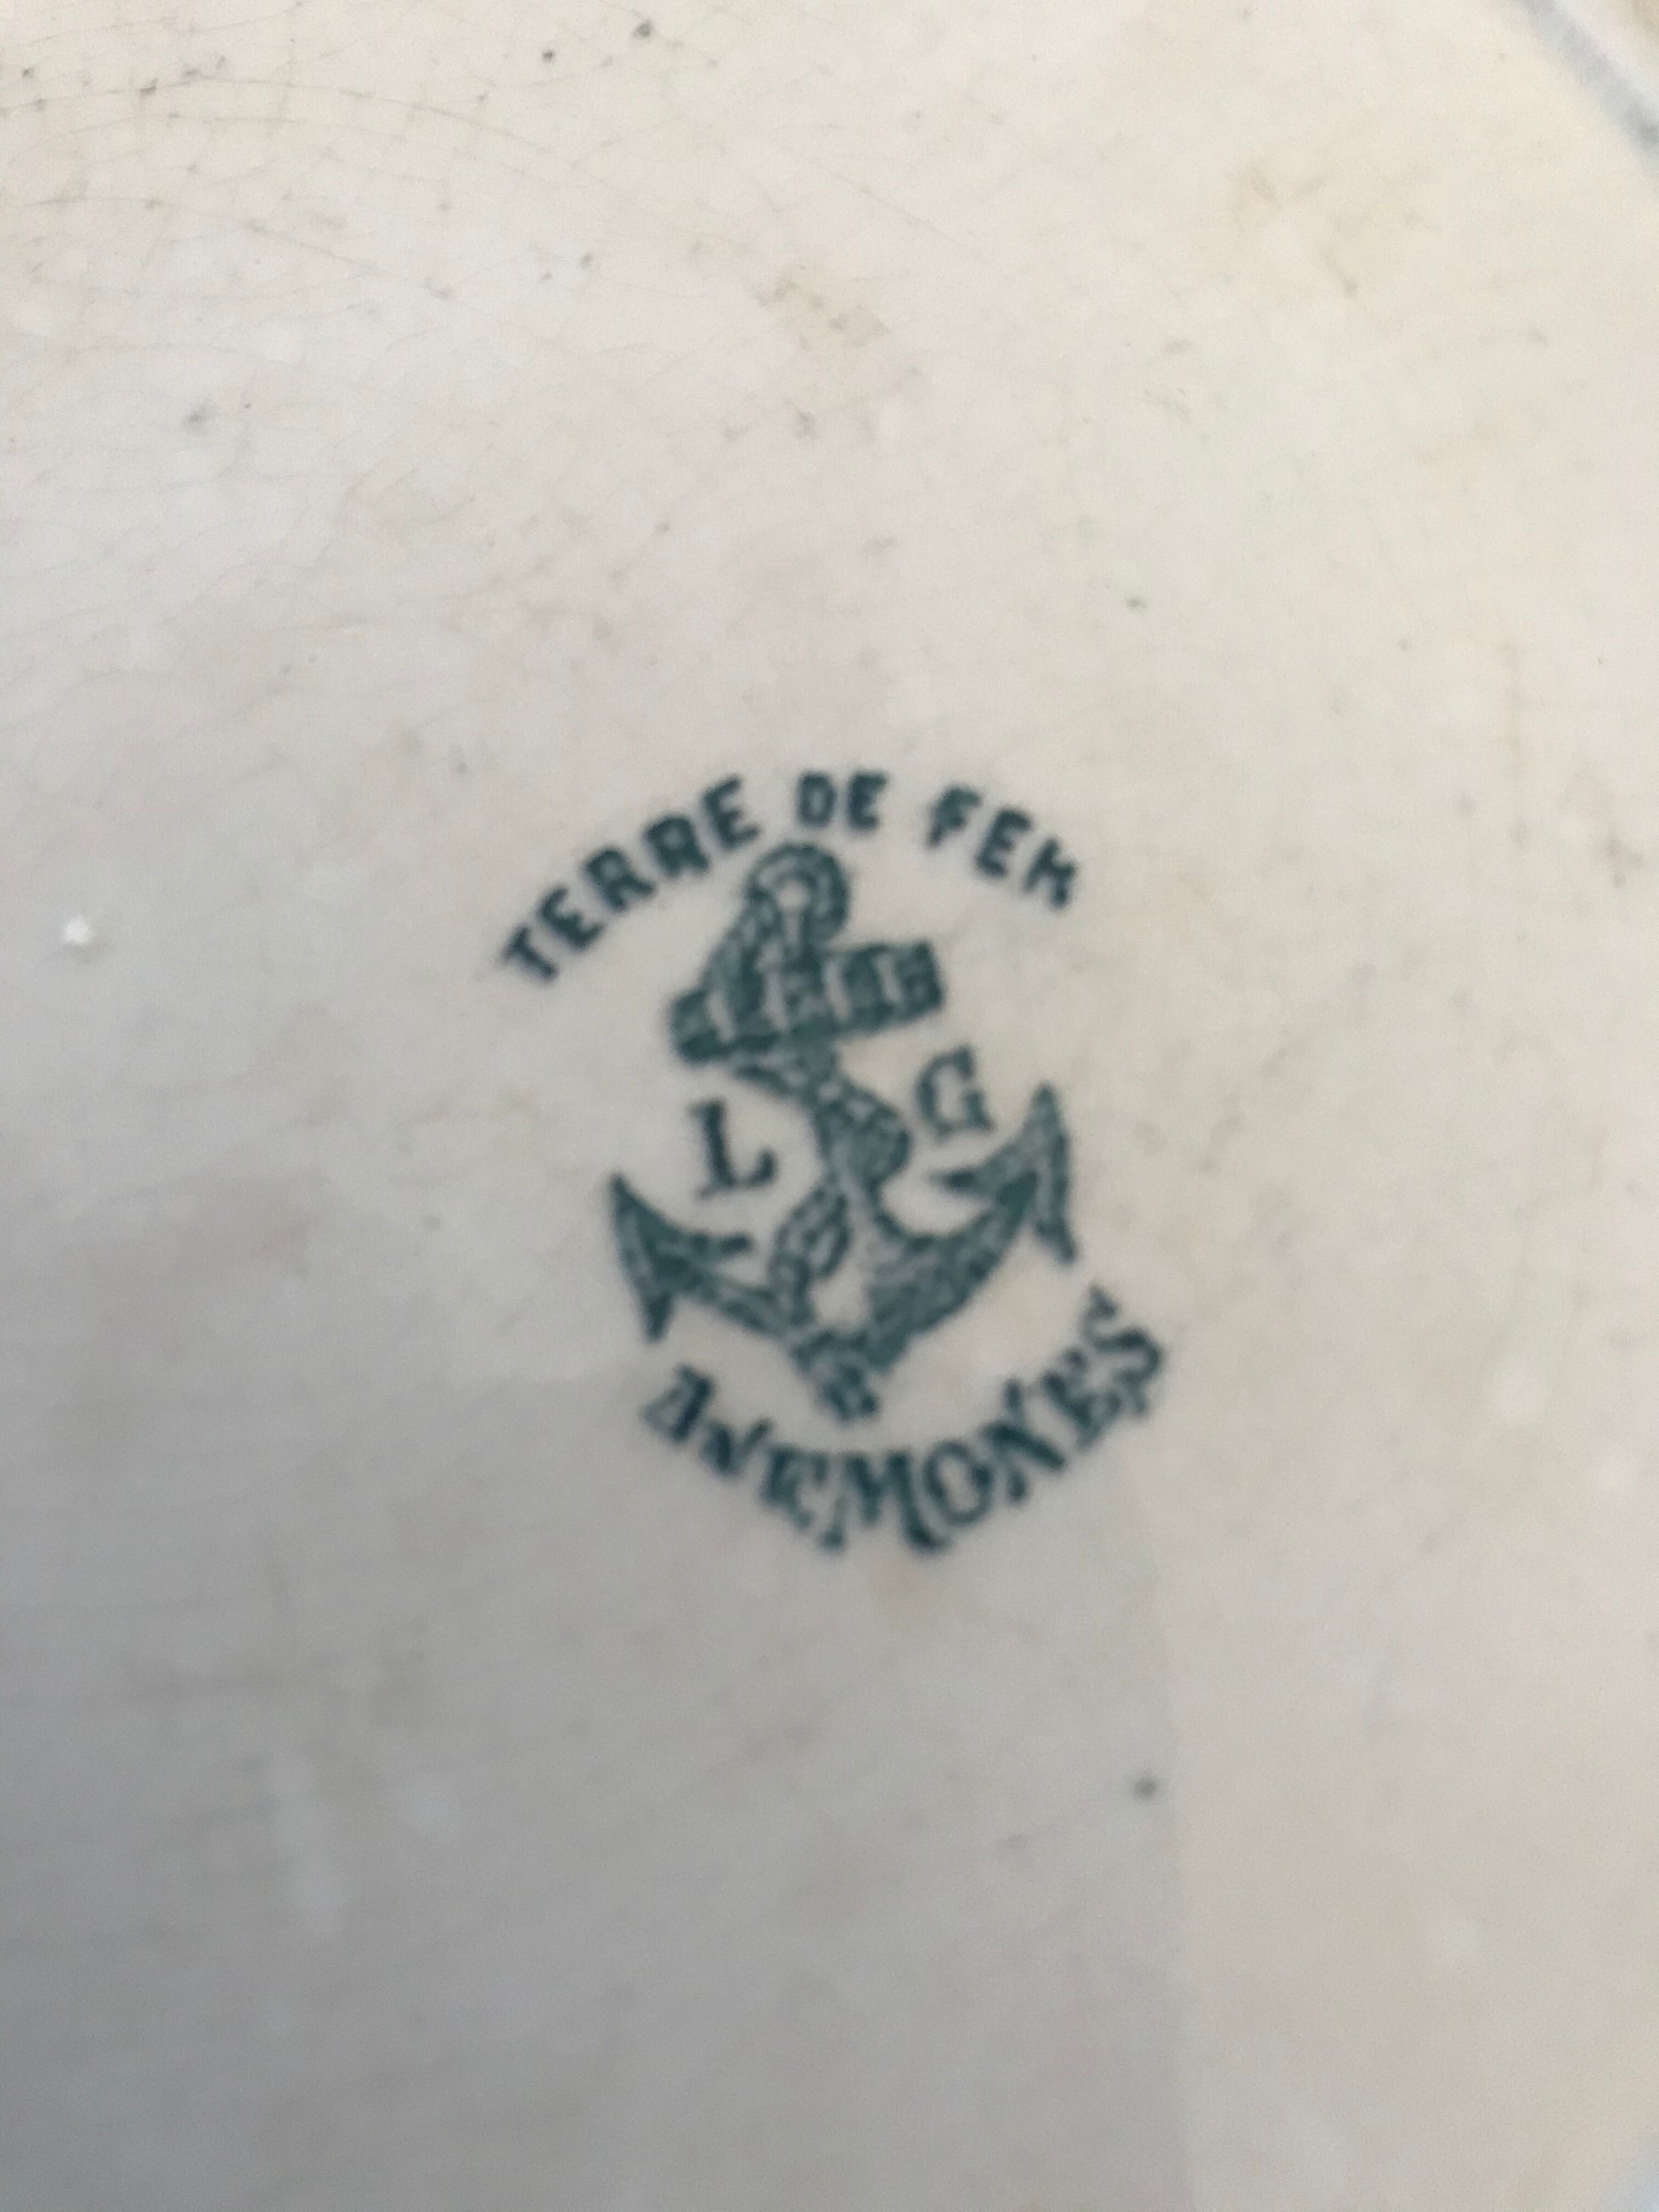 TERRE DE FER
L G
ANEMONES